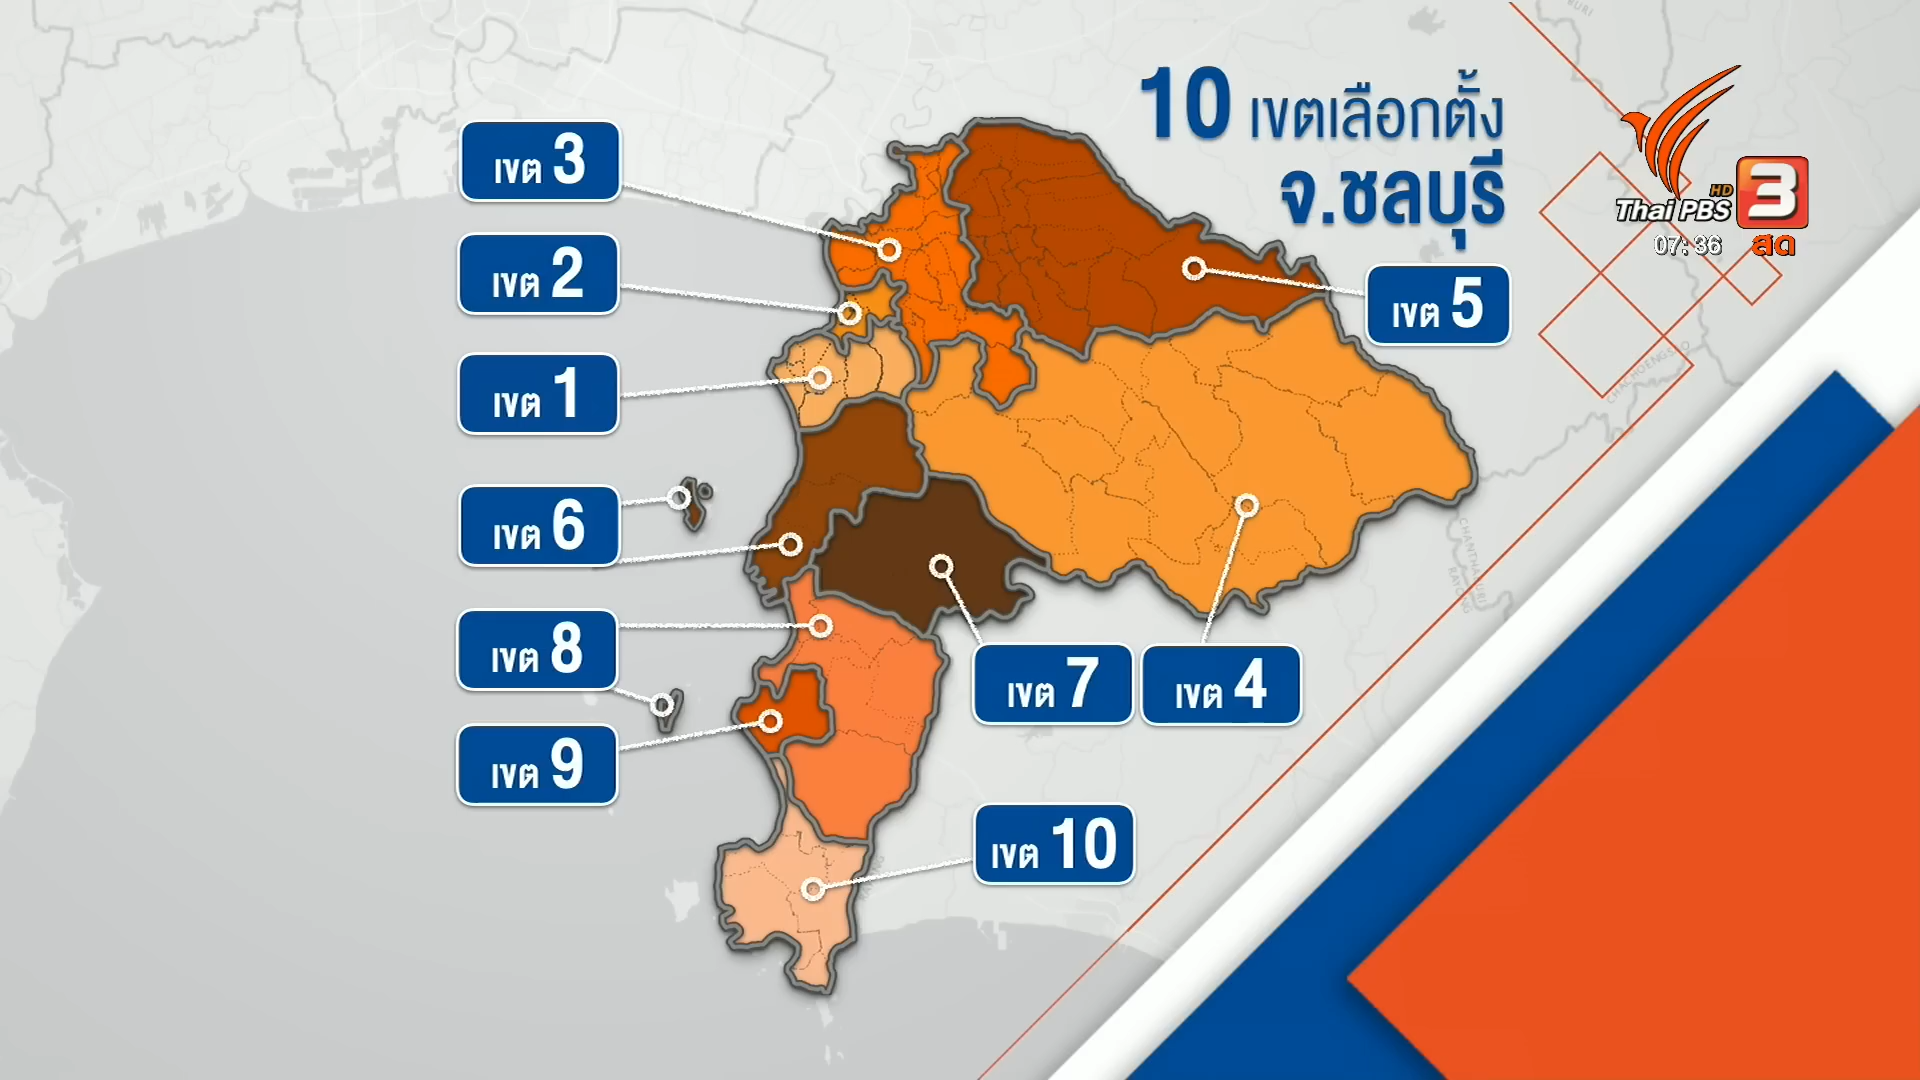 10 เขตเลือกตั้ง
จ.ชลบุรี
HD
Thai PBS 3
07:36 สด
เขต 3
เขต 2
เขต 1
เขต 6
เขต 8
เขต 9
เขต 5
เขต 7
เขต 4
เขต 10
CHACHOENGSAO
CHANTHABURI
RAYONG